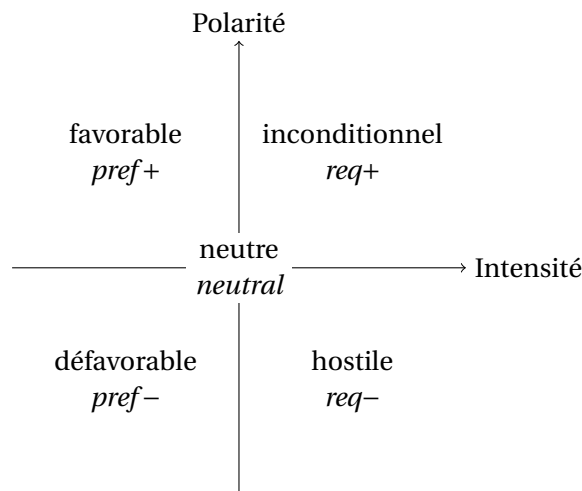 Polarité
favorable
pref+
inconditionnel
req+
neutre
neutral
Intensité
défavorable
pref−
hostile
req−